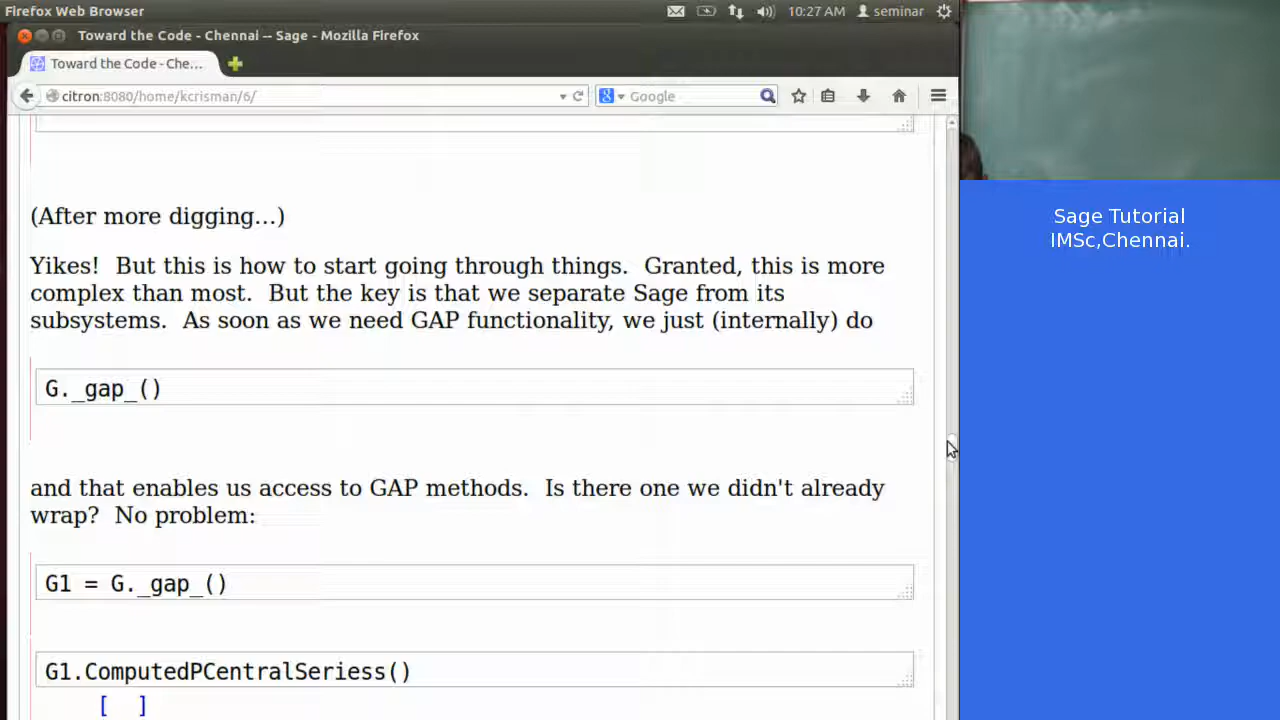 Firefox Web Browser 10:27 AM seminar
Toward the Code - Chennai -- Sage - Mozilla Firefox
Toward the Code - Che...
citron:8080/home/kcrisman/6/ Google
(After more digging...)
Yikes! But this is how to start going through things. Granted, this is more
complex than most. But the key is that we separate Sage from its
subsystems. As soon as we need GAP functionality, we just (internally) do
G._gap_()
and that enables us access to GAP methods. Is there one we didn't already
wrap? No problem:
G1 = G._gap_()
G1.ComputedPCentralSeriess()
[ ]
Sage Tutorial
IMSc,Chennai.